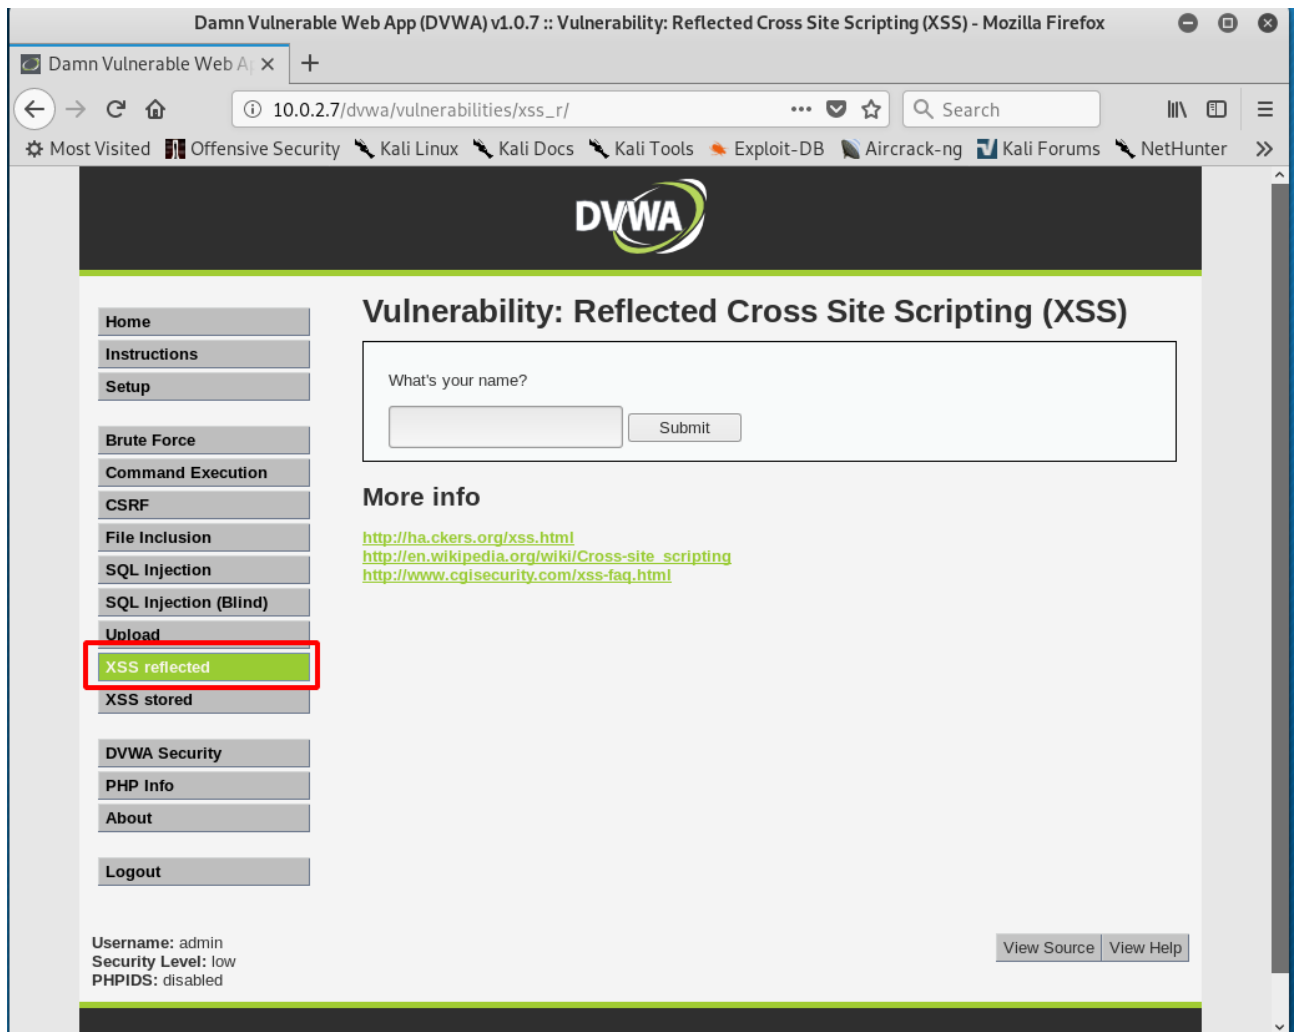 Damn Vulnerable Web App (DVWA) v1.0.7 :: Vulnerability: Reflected Cross Site Scripting (XSS) - Mozilla Firefox
Damn Vulnerable Web A
10.0.2.7/dvwa/vulnerabilities/xss_r/
Search
Most Visited Offensive Security Kali Linux Kali Docs Kali Tools Exploit-DB Aircrack-ng Kali Forums NetHunter
DVWA
Home
Instructions
Setup
Brute Force
Command Execution
CSRF
File Inclusion
SQL Injection
SQL Injection (Blind)
Upload
XSS reflected
XSS stored
DVWA Security
PHP Info
About
Logout
Vulnerability: Reflected Cross Site Scripting (XSS)
What's your name?
Submit
More info
http://ha.ckers.org/xss.html
http://en.wikipedia.org/wiki/Cross-site_scripting
http://www.cgisecurity.com/xss-faq.html
Username: admin
Security Level: low
PHPIDS: disabled
View Source View Help